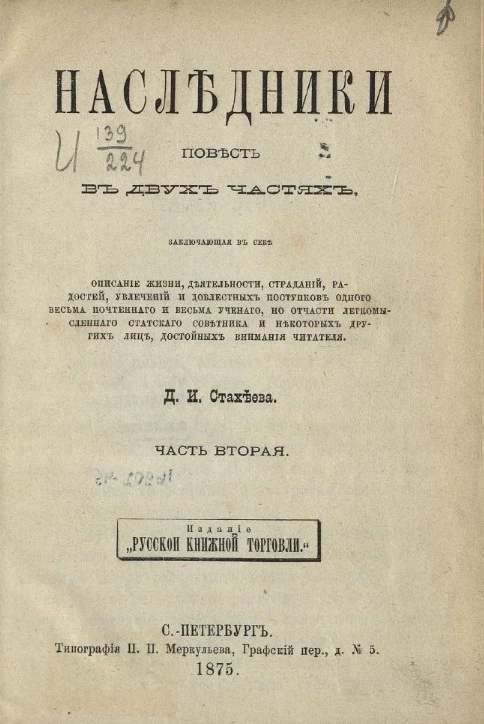 НАСЛѢДНИКИ
И 139
224
ПОВѢСТЬ
ВЪ ДВУХЪ ЧАСТЯХЪ,
ЗАКЛЮЧАЮЩАЯ ВЪ СЕБѢ
ОПИСАНІЕ ЖИЗНИ, ДѢЯТЕЛЬНОСТИ, СТРАДАНІЙ, РА-
ДОСТЕЙ, УВЛЕЧЕНІЙ И ДОБЛЕСТНЫХЪ ПОСТУПКОВЪ ОДНОГО
ВЕСЬМА ПОЧТЕННАГО И ВЕСЬМА УЧЕНАГО, НО ОТЧАСТИ ЛЕГКОМЫ-
СЛЕННАГО СТАТСКАГО СОВѢТНИКА И НѢКОТОРЫХЪ ДРУ-
ГИХЪ ЛИЦЪ, ДОСТОЙНЫХЪ ВНИМАНІЯ ЧИТАТЕЛЯ.
Д. И. Стахѣева.
ЧАСТЬ ВТОРАЯ.
Изданіе
„РУССКОЙ КНИЖНОЙ ТОРГОВЛИ.“
С.-ПЕТЕРБУРГЪ.
Типографія П. П. Меркульева, Графскій пер., д. № 5.
1875.